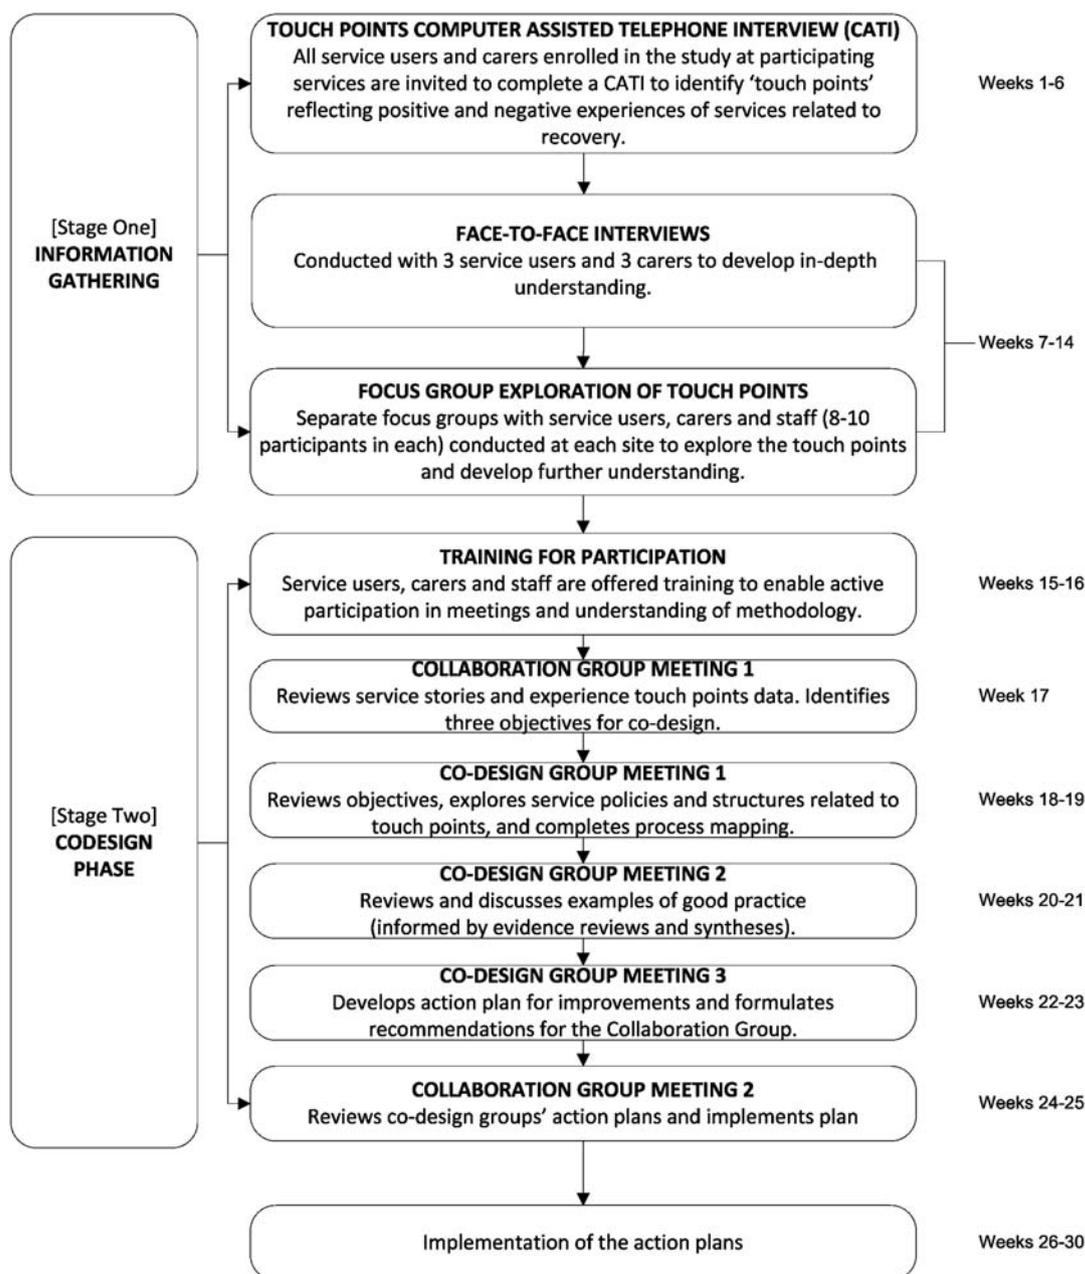 TOUCH POINTS COMPUTER ASSISTED TELEPHONE INTERVIEW (CATI)
All service users and carers enrolled in the study at participating
services are invited to complete a CATI to identify ‘touch points’
reflecting positive and negative experiences of services related to
recovery.
Weeks 1-6
[Stage One]
INFORMATION
GATHERING
FACE-TO-FACE INTERVIEWS
Conducted with 3 service users and 3 carers to develop in-depth
understanding.
Weeks 7-14
FOCUS GROUP EXPLORATION OF TOUCH POINTS
Separate focus groups with service users, carers and staff (8-10
participants in each) conducted at each site to explore the touch points
and develop further understanding.
TRAINING FOR PARTICIPATION
Service users, carers and staff are offered training to enable active
participation in meetings and understanding of methodology.
Weeks 15-16
COLLABORATION GROUP MEETING 1
Reviews service stories and experience touch points data. Identifies
three objectives for co-design.
Week 17
[Stage Two]
CODESIGN
PHASE
CO-DESIGN GROUP MEETING 1
Reviews objectives, explores service policies and structures related to
touch points, and completes process mapping.
Weeks 18-19
CO-DESIGN GROUP MEETING 2
Reviews and discusses examples of good practice
(informed by evidence reviews and syntheses).
Weeks 20-21
CO-DESIGN GROUP MEETING 3
Develops action plan for improvements and formulates
recommendations for the Collaboration Group.
Weeks 22-23
COLLABORATION GROUP MEETING 2
Reviews co-design groups’ action plans and implements plan
Weeks 24-25
Implementation of the action plans
Weeks 26-30